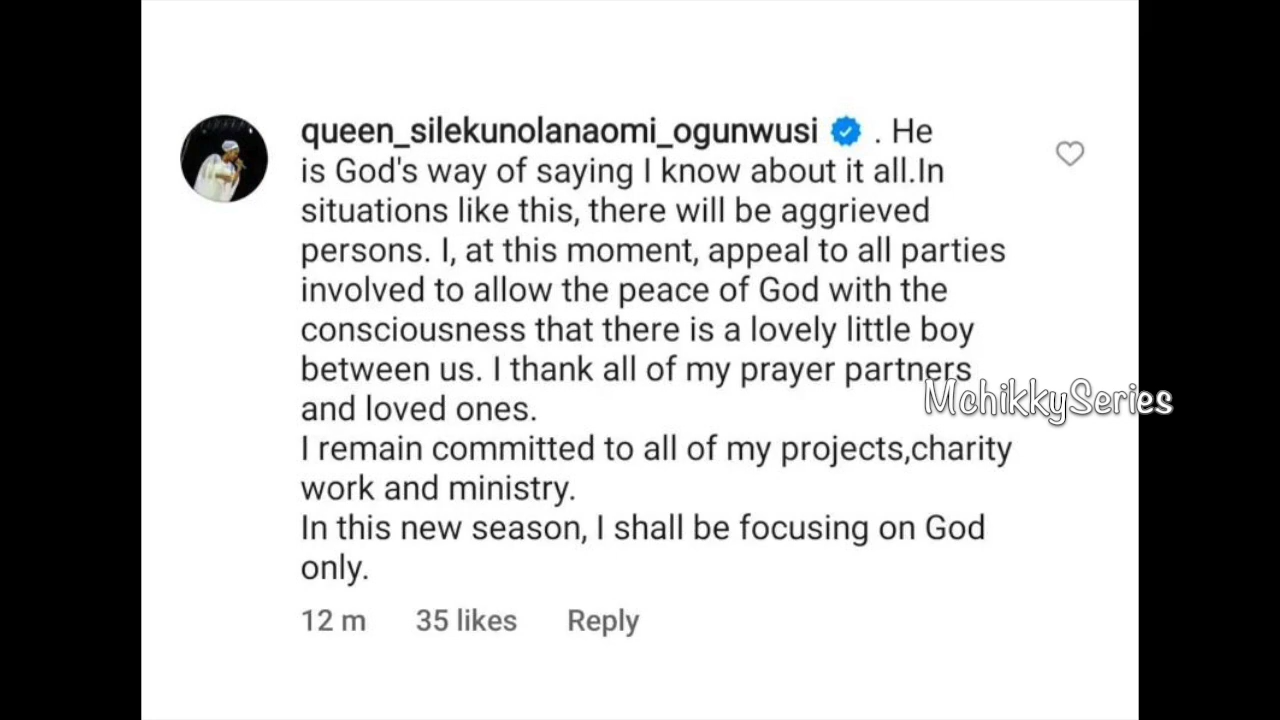 queen_silekunolanaomi_ogunwusi . He
is God's way of saying I know about it all.In
situations like this, there will be aggrieved
persons. I, at this moment, appeal to all parties
involved to allow the peace of God with the
consciousness that there is a lovely little boy
between us. I thank all of my prayer partners
MchikkySeries
and loved ones.
I remain committed to all of my projects,charity
work and ministry.
In this new season, I shall be focusing on God
only.
12 m 35 likes Reply